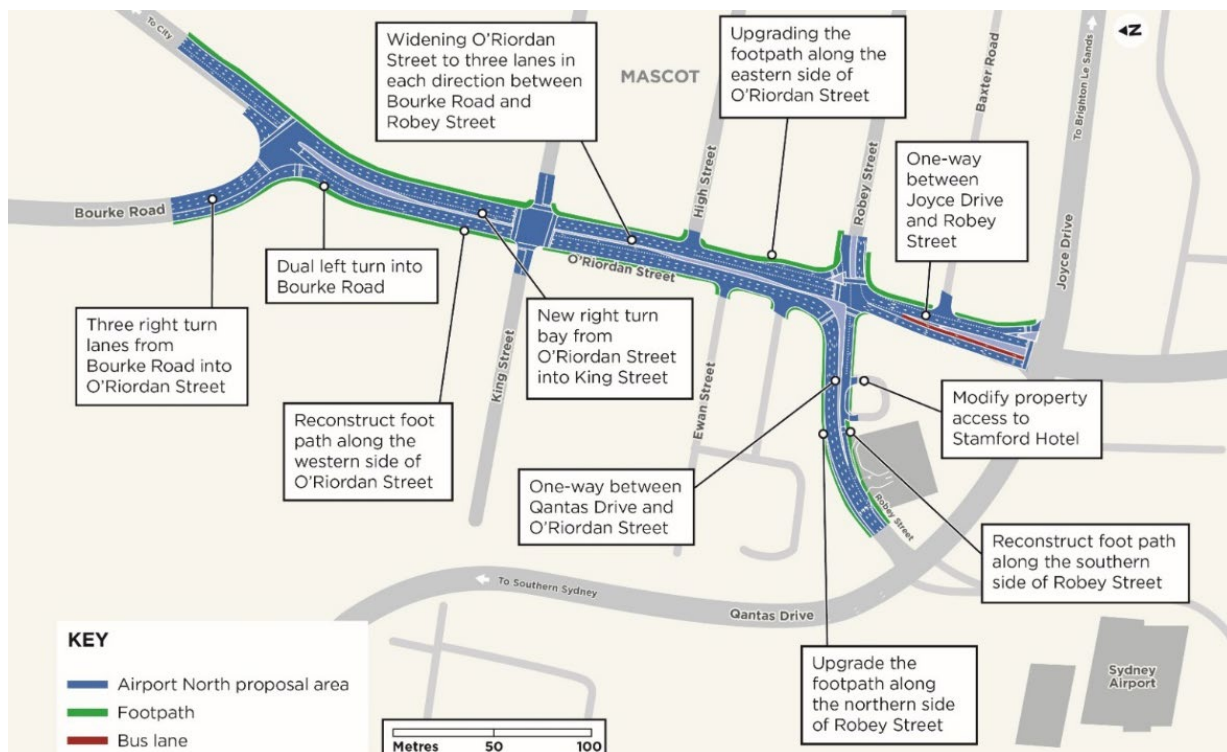 To City
Widening O'Riordan
Street to three lanes in
each direction between
Bourke Road and
Robey Street
MASCOT
Upgrading the
footpath along the
eastern side of
O'Riordan Street
To Brighton Le Sands
N
Baxter Road
High Street
Robey Street
One-way
between
Joyce Drive
and Robey
Street
Joyce Drive
Bourke Road
O'Riordan Street
Dual left turn into
Bourke Road
Three right turn
lanes from
Bourke Road into
O'Riordan Street
New right turn
bay from
O'Riordan Street
into King Street
King Street
Ewan Street
Modify property
access to
Stamford Hotel
Reconstruct foot
path along the
western side of
O'Riordan Street
One-way between
Qantas Drive and
O'Riordan Street
Robey Street
Reconstruct foot path
along the southern
side of Robey Street
To Southern Sydney
Qantas Drive
Upgrade the
footpath along
the northern side
of Robey Street
Sydney
Airport
KEY
Airport North proposal area
Footpath
Bus lane
Metres 50 100